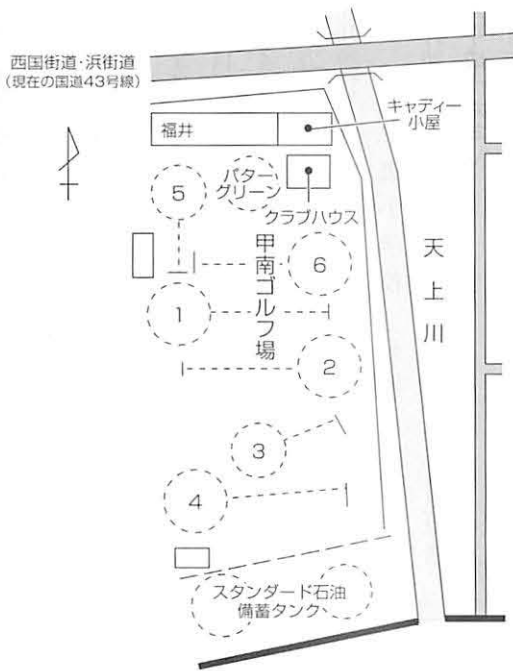 西国街道・浜街道
(現在の国道43号線)
キャディー
小屋
福井
パター
グリーン
クラブハウス
5
甲南ゴルフ場
6
天上川
1
2
3
4
スタンダード石油
備蓄タンク